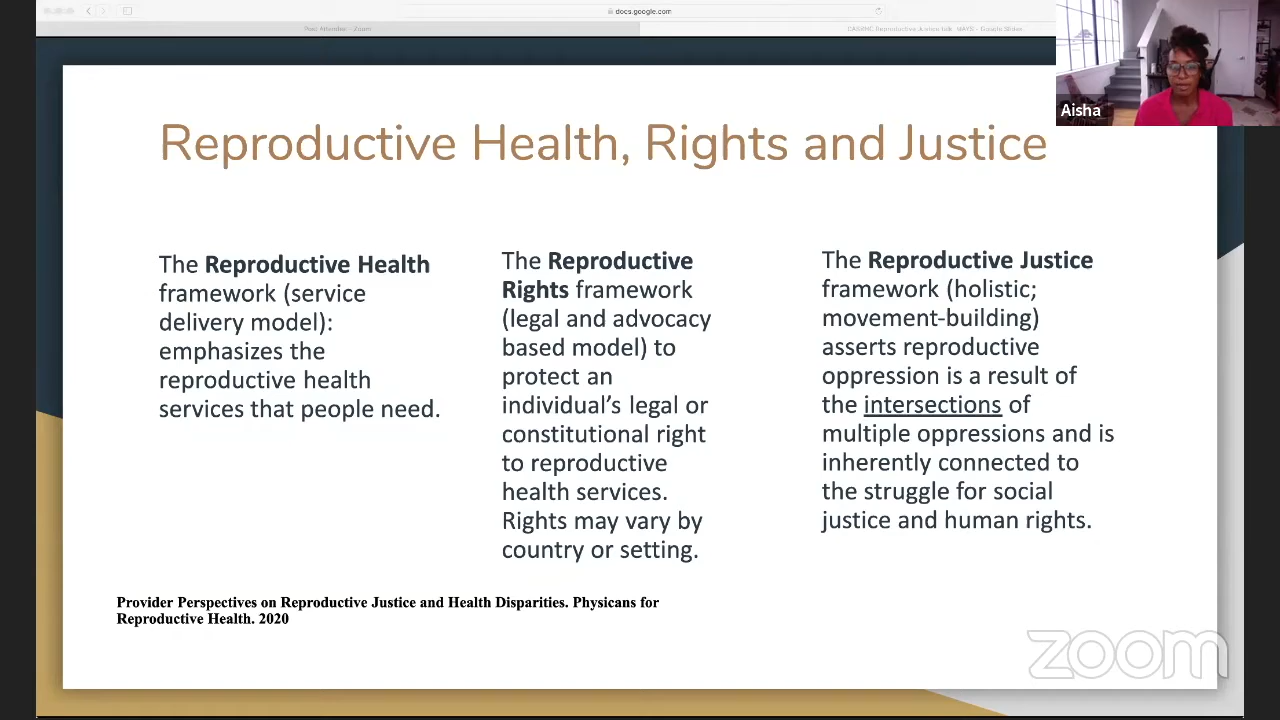 docs.google.com
Aisha
Reproductive Health, Rights and Justice
The Reproductive Health
framework (service
delivery model):
emphasizes the
reproductive health
services that people need.
The Reproductive
Rights framework
(legal and advocacy
based model) to
protect an
individual’s legal or
constitutional right
to reproductive
health services.
Rights may vary by
country or setting.
The Reproductive Justice
framework (holistic;
movement-building)
asserts reproductive
oppression is a result of
the intersections of
multiple oppressions and is
inherently connected to
the struggle for social
justice and human rights.
Provider Perspectives on Reproductive Justice and Health Disparities. Physicans for
Reproductive Health. 2020
zoom